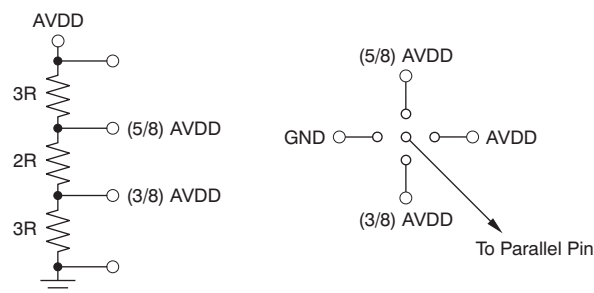 AVDD
3R
(5/8) AVDD
2R
(3/8) AVDD
3R
(5/8) AVDD
GND
AVDD
(3/8) AVDD
To Parallel Pin